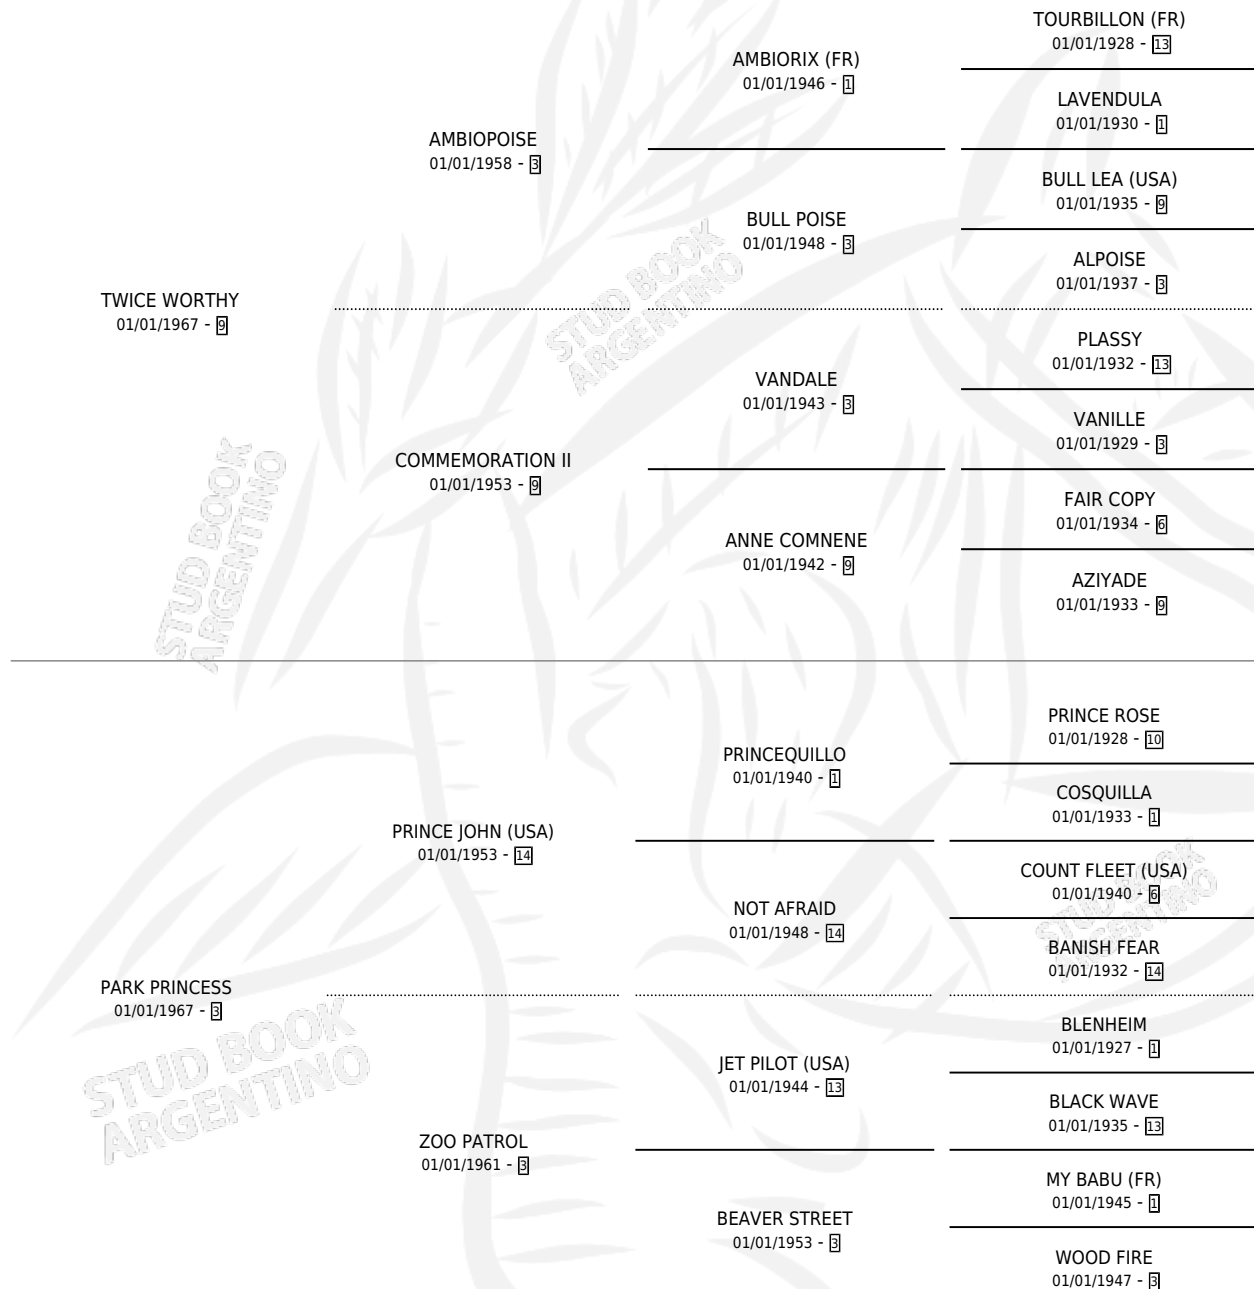 TOURBILLON (FR)
01/01/1928 - 13
AMBIORIX (FR)
01/01/1946 - 1
LAVENDULA
01/01/1930 - 1
AMBIOPOISE
01/01/1958 - 3
BULL LEA (USA)
01/01/1935 - 9
BULL POISE
01/01/1948 - 3
ALPOISE
01/01/1937 - 3
TWICE WORTHY
01/01/1967 - 9
STUD BOOK
ARGENTINO
PLASSY
01/01/1932 - 13
VANDALE
01/01/1943 - 3
VANILLE
01/01/1929 - 3
COMMEMORATION II
01/01/1953 - 9
FAIR COPY
01/01/1934 - 6
ANNE COMNENE
01/01/1942 - 9
AZIYADE
01/01/1933 - 9
STUD BOOK
ARGENTINO
PRINCE ROSE
01/01/1928 - 10
PRINCEQUILLO
01/01/1940 - 1
COSQUILLA
01/01/1933 - 1
PRINCE JOHN (USA)
01/01/1953 - 14
COUNT FLEET (USA)
01/01/1940 - 6
STUD BOOK
ARGENTINO
NOT AFRAID
01/01/1948 - 14
BANISH FEAR
01/01/1932 - 14
PARK PRINCESS
01/01/1967 - 3
STUD BOOK
ARGENTINO
BLENHEIM
01/01/1927 - 1
JET PILOT (USA)
01/01/1944 - 13
BLACK WAVE
01/01/1935 - 13
ZOO PATROL
01/01/1961 - 3
MY BABU (FR)
01/01/1945 - 1
BEAVER STREET
01/01/1953 - 3
WOOD FIRE
01/01/1947 - 3